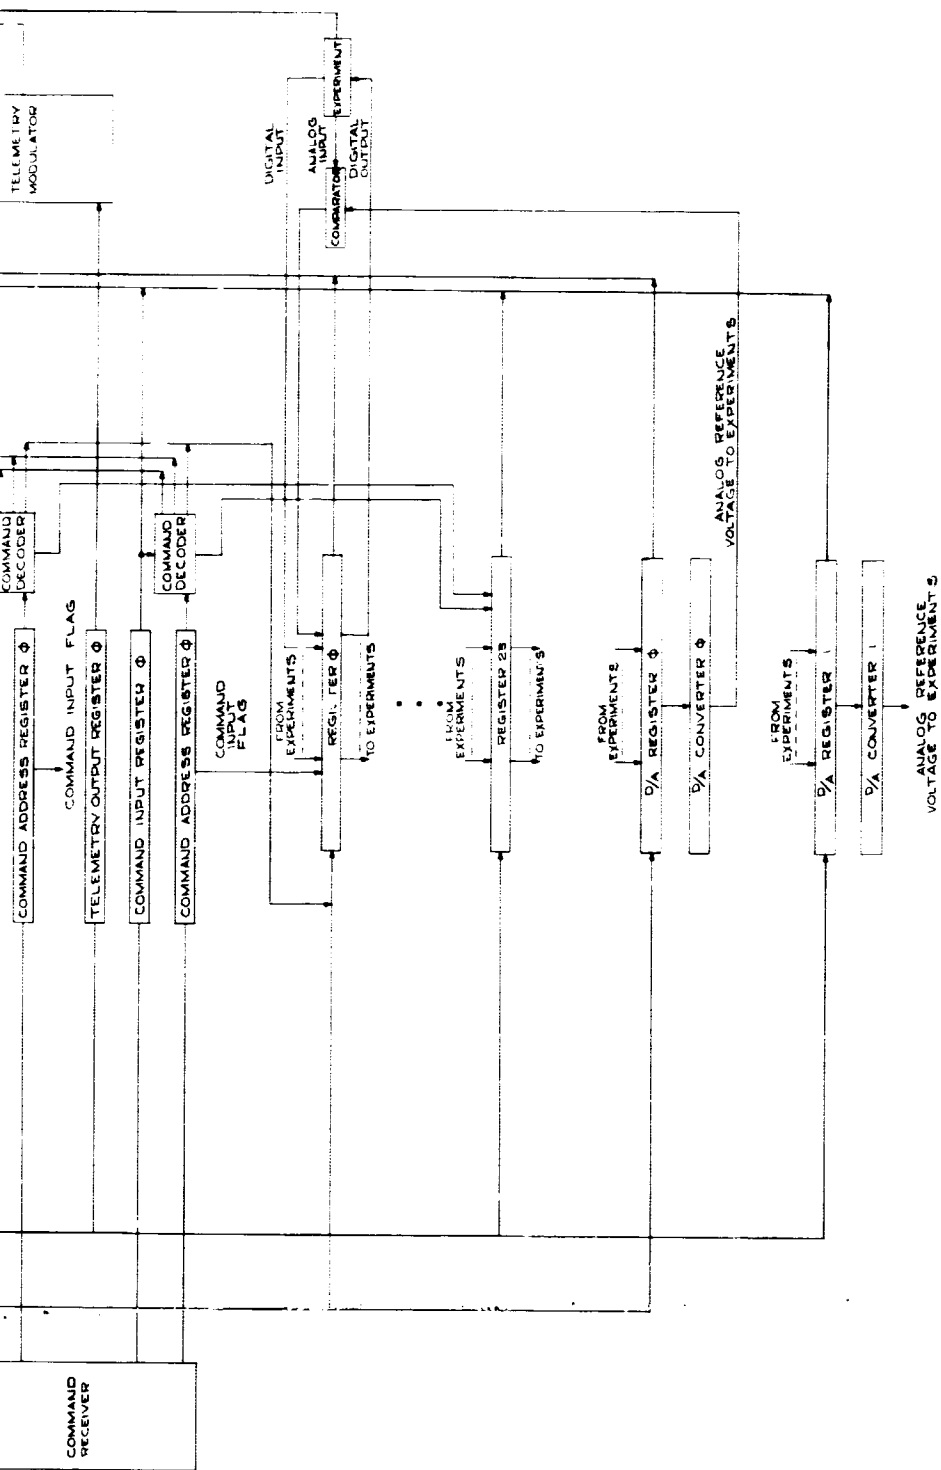 TELEMETRY
MODULATOR
EXPERIMENT
DIGITAL
INPUT
ANALOG
INPUT
DIGITAL
OUTPUT
COMPARATOR
COMMAND
DECODER
COMMAND
DECODER
COMMAND ADDRESS REGISTER Φ
COMMAND INPUT FLAG
TELEMETRY OUTPUT REGISTER Φ
COMMAND INPUT REGISTER Φ
COMMAND ADDRESS REGISTER Φ
COMMAND
INPUT
FLAG
FROM
EXPERIMENTS
Φ
TO EXPERIMENTS
• • •
FROM
EXPERIMENTS
REGISTER 25
TO EXPERIMENTS
FROM
EXPERIMENTS
D/A REGISTER Φ
D/A CONVERTER Φ
ANALOG REFERENCE
VOLTAGE TO EXPERIMENTS
FROM
EXPERIMENTS
D/A REGISTER 1
D/A CONVERTER 1
ANALOG REFERENCE
VOLTAGE TO EXPERIMENTS
COMMAND
RECEIVER